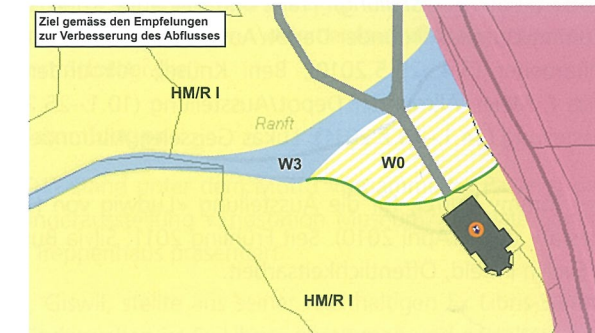 Ziel gemäss den Empfelungen
zur Verbesserung des Abflusses
HM/R I
Ranft
W3
W0
HM/R I